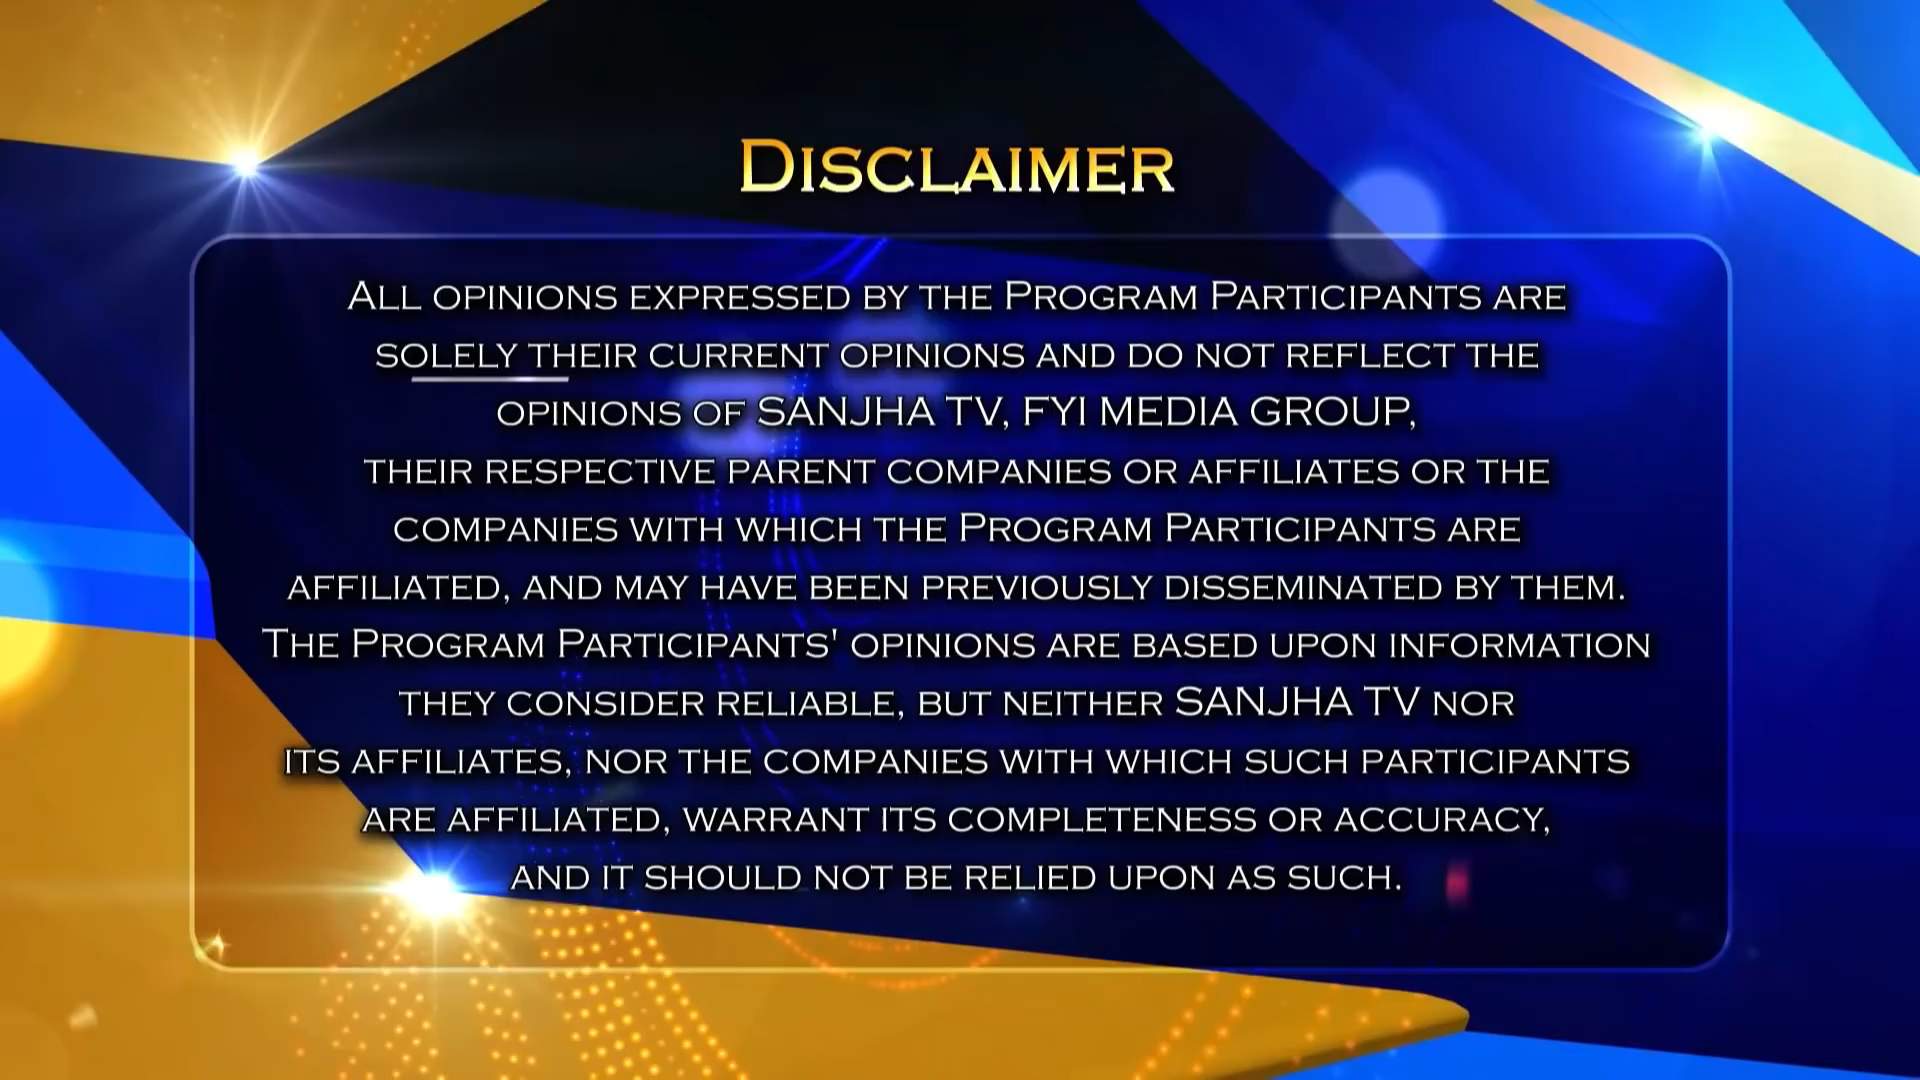 DISCLAIMER
ALL OPINIONS EXPRESSED BY THE PROGRAM PARTICIPANTS ARE
SOLELY THEIR CURRENT OPINIONS AND DO NOT REFLECT THE
OPINIONS OF SANJHA TV, FYI MEDIA GROUP,
THEIR RESPECTIVE PARENT COMPANIES OR AFFILIATES OR THE
COMPANIES WITH WHICH THE PROGRAM PARTICIPANTS ARE
AFFILIATED, AND MAY HAVE BEEN PREVIOUSLY DISSEMINATED BY THEM.
THE PROGRAM PARTICIPANTS' OPINIONS ARE BASED UPON INFORMATION
THEY CONSIDER RELIABLE, BUT NEITHER SANJHA TV NOR
ITS AFFILIATES, NOR THE COMPANIES WITH WHICH SUCH PARTICIPANTS
ARE AFFILIATED, WARRANT ITS COMPLETENESS OR ACCURACY,
AND IT SHOULD NOT BE RELIED UPON AS SUCH.